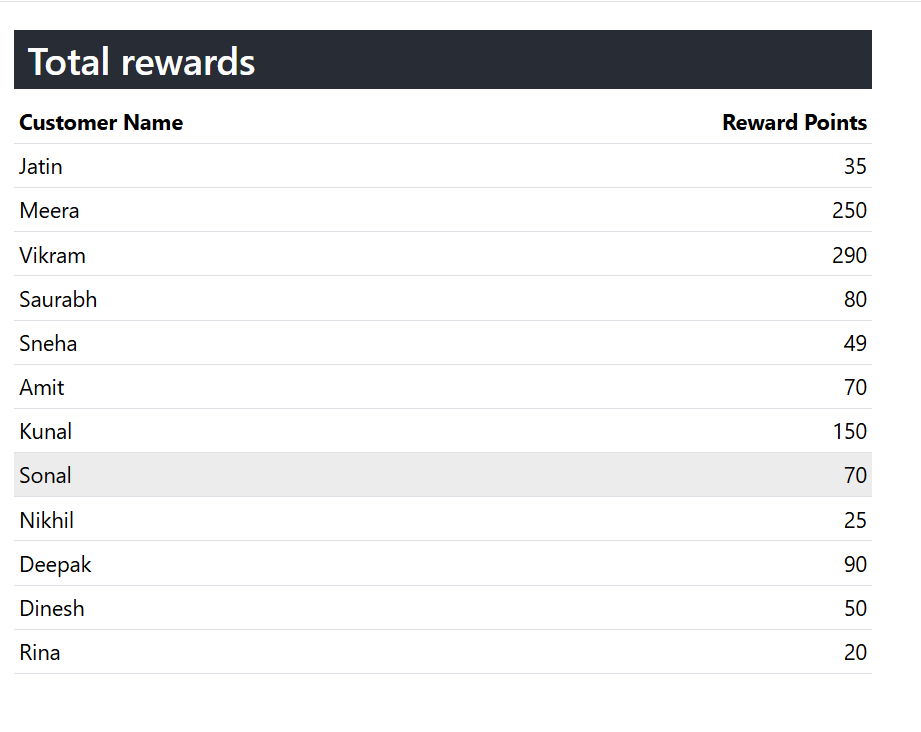 Total rewards
Customer Name Reward Points
Jatin 35
Meera 250
Vikram 290
Saurabh 80
Sneha 49
Amit 70
Kunal 150
Sonal 70
Nikhil 25
Deepak 90
Dinesh 50
Rina 20